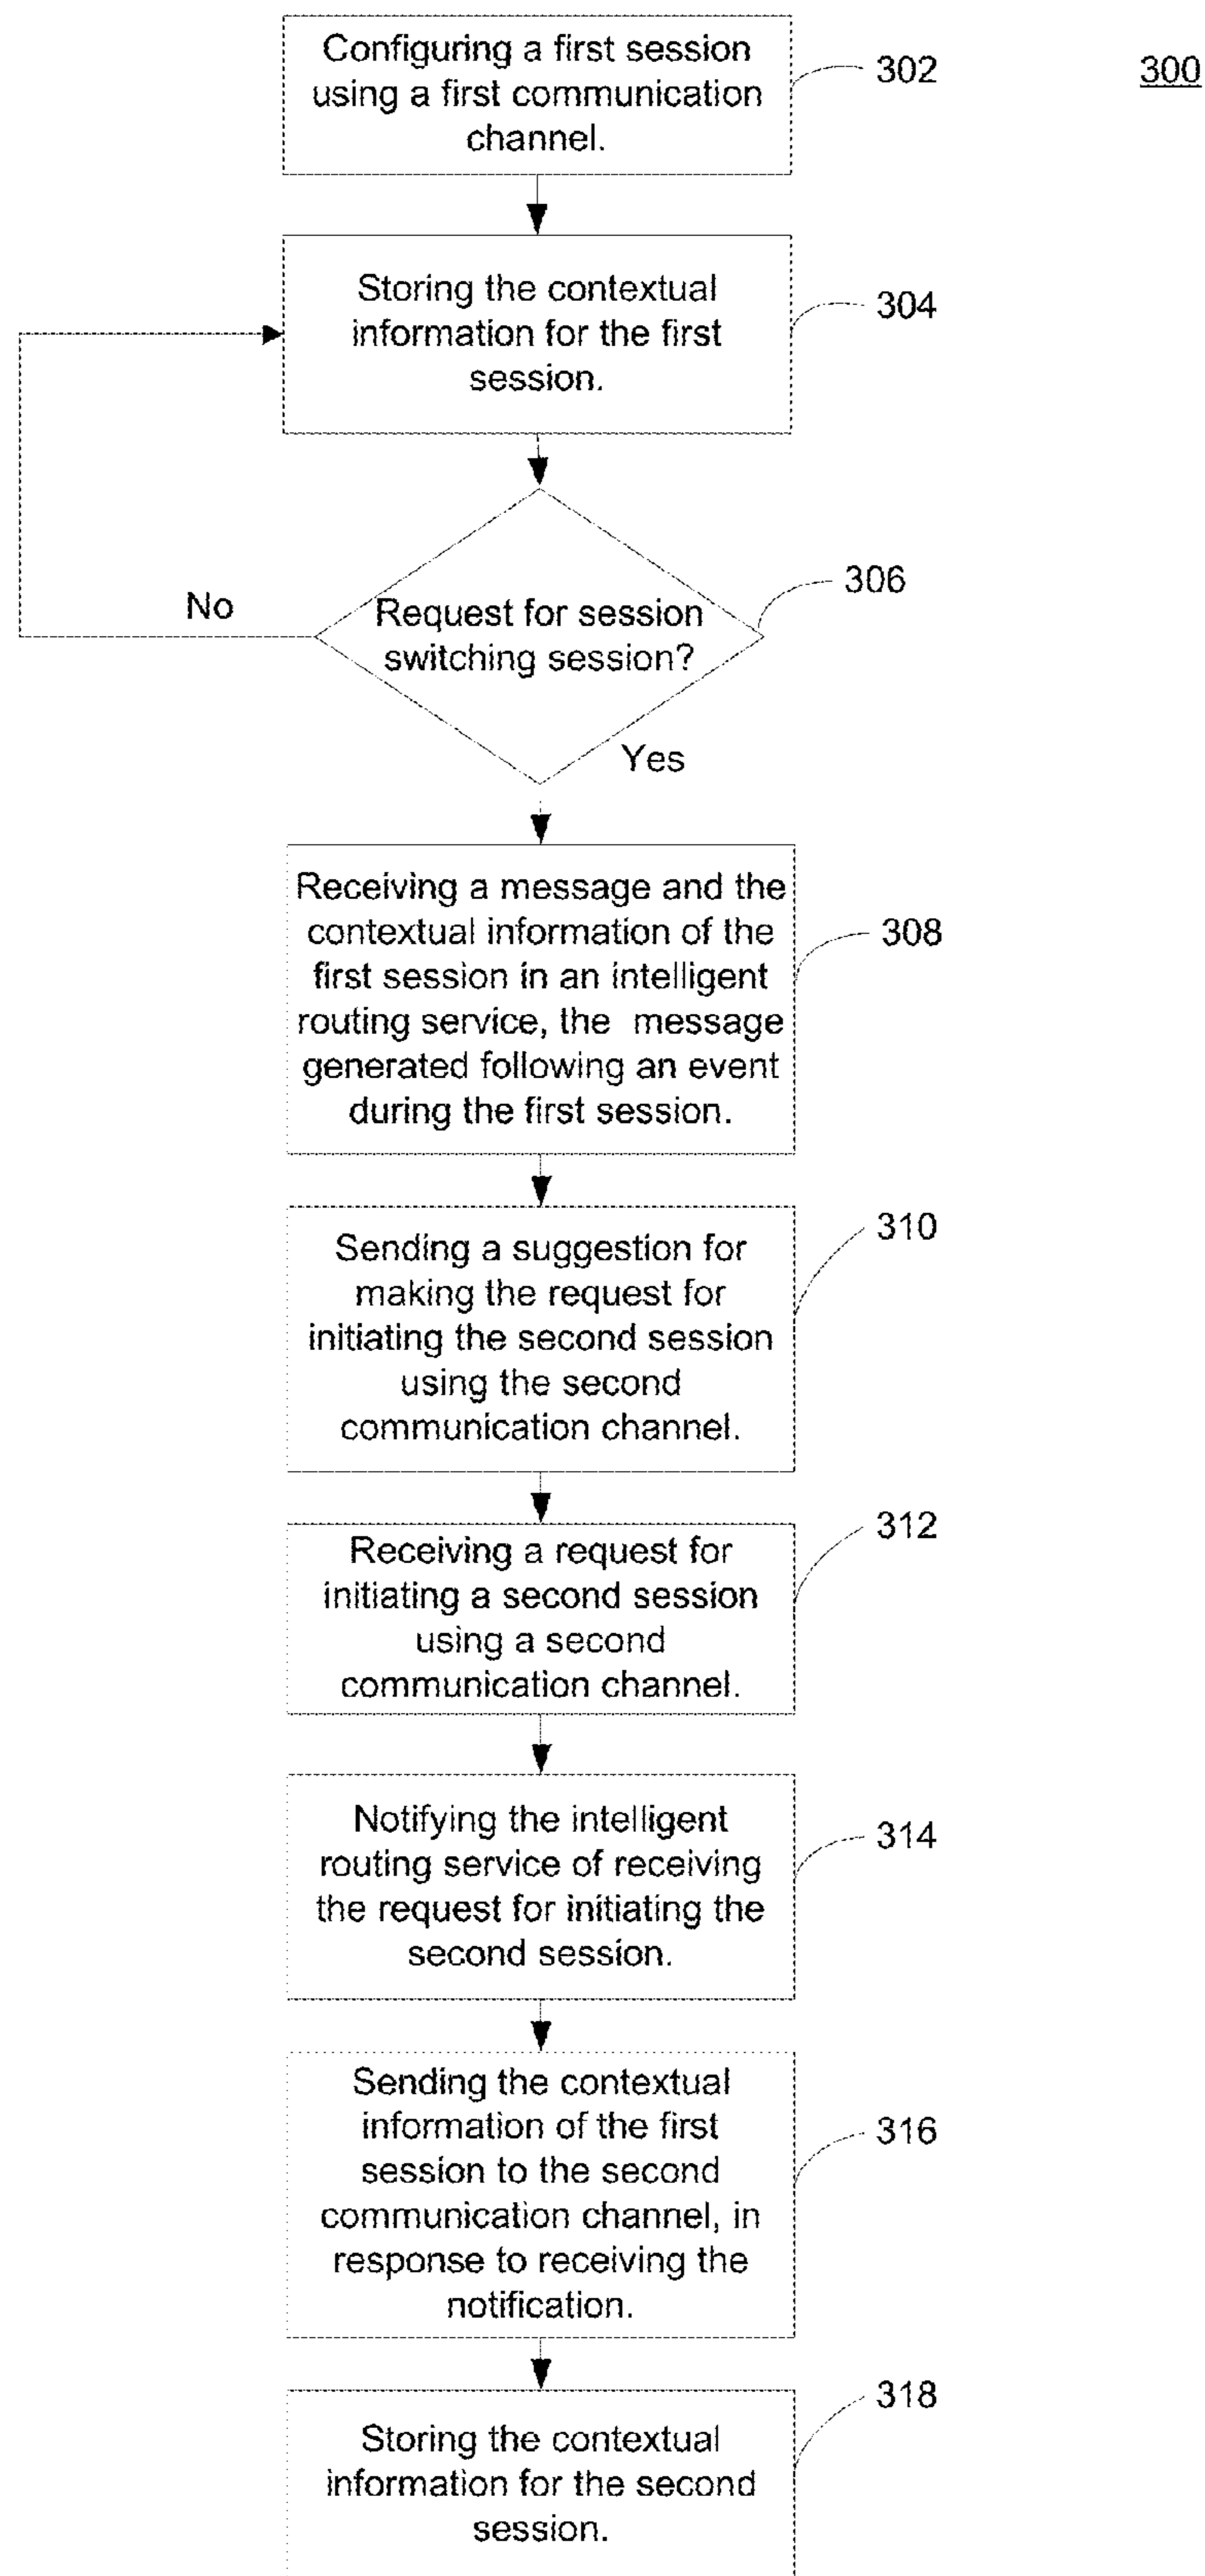 Configuring a first session
using a first communication
channel.
302
300
Storing the contextual
information for the first
session.
304
306
No
Request for session
switching session?
Yes
Receiving a message and the
contextual information of the
first session in an intelligent
routing service, the message
generated following an event
during the first session.
308
Sending a suggestion for
making the request for
initiating the second session
using the second
communication channel.
310
Receiving a request for
initiating a second session
using a second
communication channel.
312
Notifying the intelligent
routing service of receiving
the request for initiating the
second session.
314
Sending the contextual
information of the first
session to the second
communication channel, in
response to receiving the
notification.
316
Storing the contextual
information for the second
session.
318